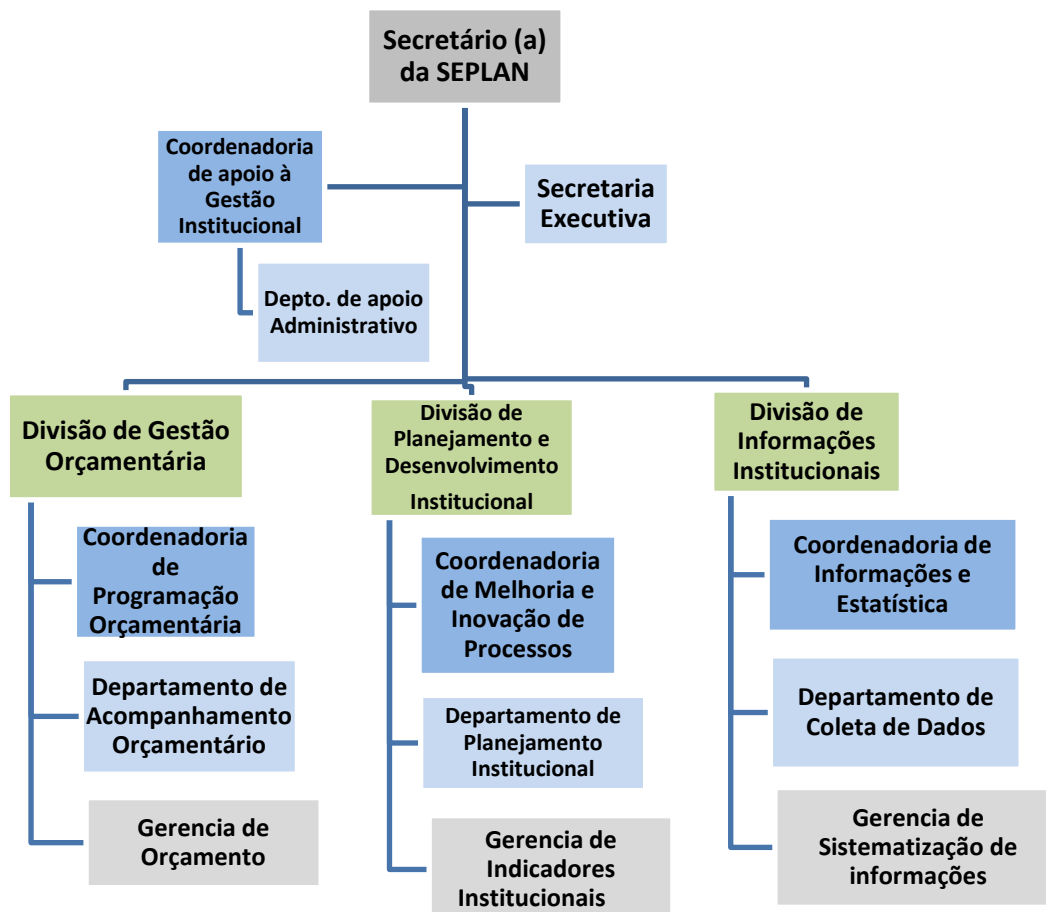 Secretário (a)
da SEPLAN
Coordenadoria
de apoio à
Gestão
Institucional
Secretaria
Executiva
Depto. de apoio
Administrativo
Divisão de Gestão
Orçamentária
Coordenadoria
de
Programação
Orçamentária
Departamento de
Acompanhamento
Orçamentário
Gerencia de
Orçamento
Divisão de
Planejamento e
Desenvolvimento
Institucional
Coordenadoria
de Melhoria e
Inovação de
Processos
Departamento de
Planejamento
Institucional
Gerencia de
Indicadores
Institucionais
Divisão de
Informações
Institucionais
Coordenadoria de
Informações e
Estatística
Departamento de
Coleta de Dados
Gerencia de
Sistematização de
informações